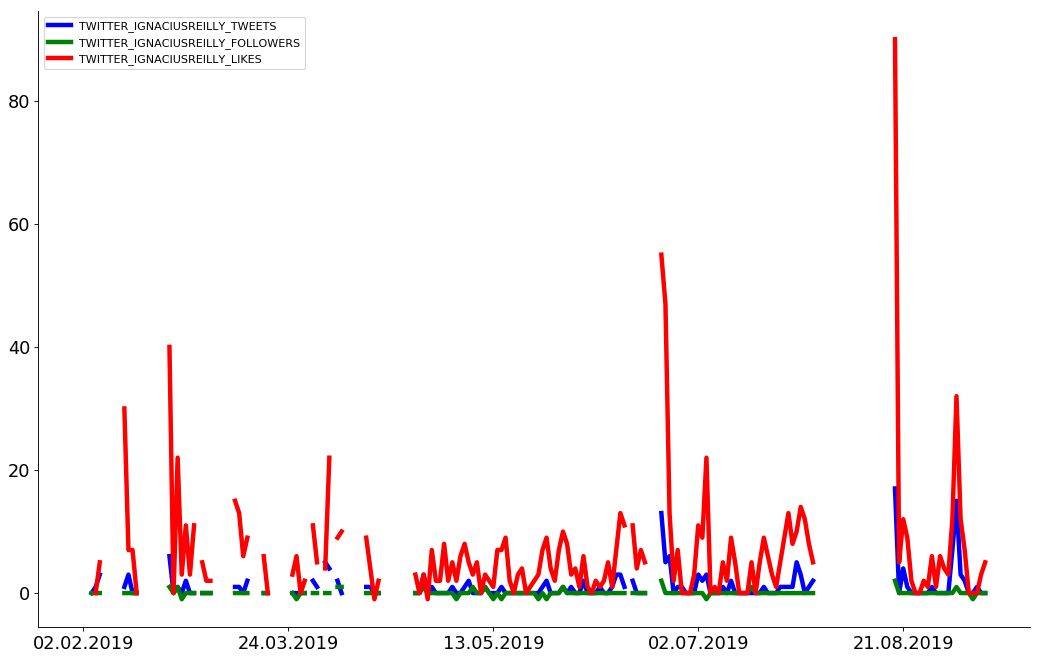 TWITTER_IGNACIUSREILLY_TWEETS
TWITTER_IGNACIUSREILLY_FOLLOWERS
TWITTER_IGNACIUSREILLY_LIKES
80
60
40
20
0
02.02.2019 24.03.2019 13.05.2019 02.07.2019 21.08.2019